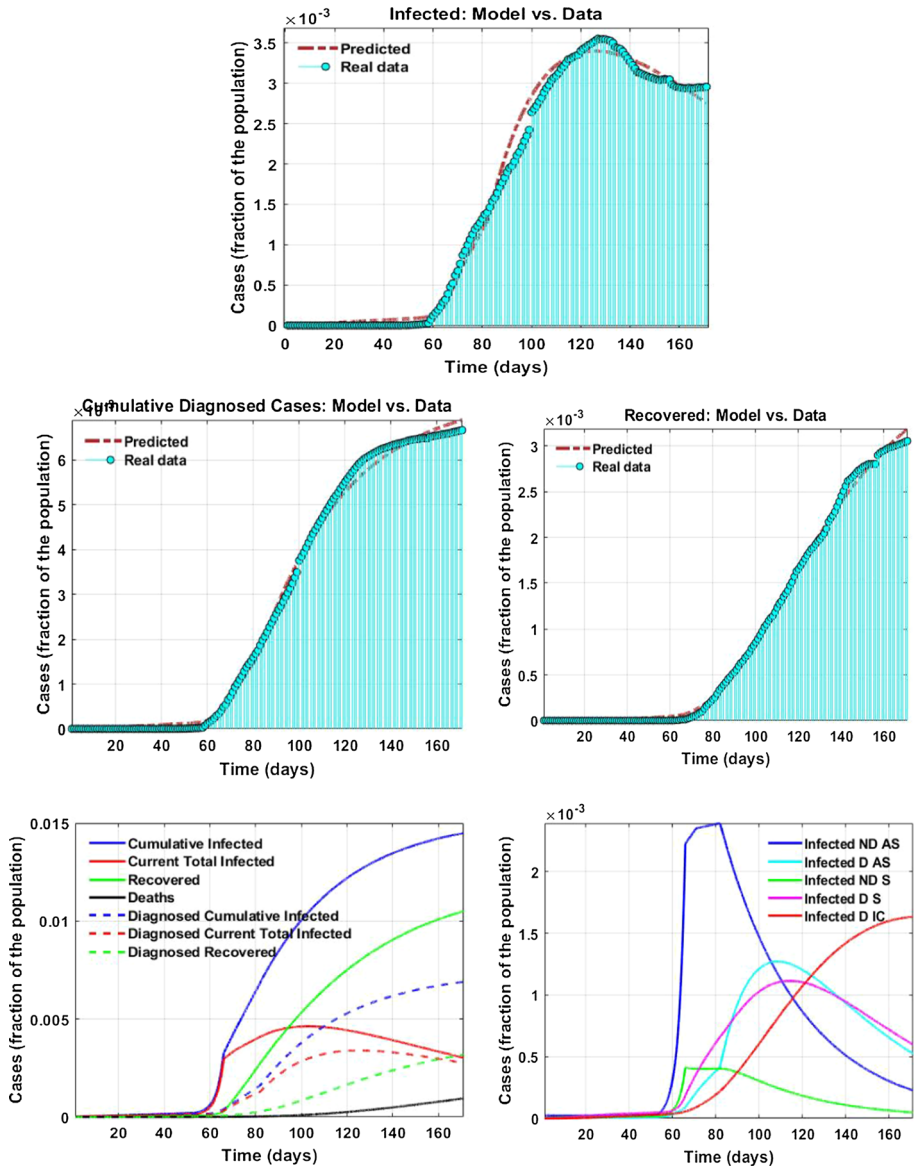 Infected: Model vs. Data
×10⁻³
Predicted
Real data
Cases (fraction of the population)
3.5
3
2.5
2
1.5
1
0.5
0
0 20 40 60 80 100 120 140 160
Time (days)
Cumulative Diagnosed Cases: Model vs. Data
×10⁻³
Predicted
Real data
Cases (fraction of the population)
6
5
4
3
2
1
0
20 40 60 80 100 120 140 160
Time (days)
Recovered: Model vs. Data
×10⁻³
Predicted
Real data
Cases (fraction of the population)
3
2.5
2
1.5
1
0.5
0
20 40 60 80 100 120 140 160
Time (days)
Cumulative Infected
Current Total Infected
Recovered
Deaths
Diagnosed Cumulative Infected
Diagnosed Current Total Infected
Diagnosed Recovered
Cases (fraction of the population)
0.015
0.01
0.005
0
20 40 60 80 100 120 140 160
Time (days)
×10⁻³
Infected ND AS
Infected D AS
Infected ND S
Infected D S
Infected D IC
Cases (fraction of the population)
2
1.5
1
0.5
0
20 40 60 80 100 120 140 160
Time (days)